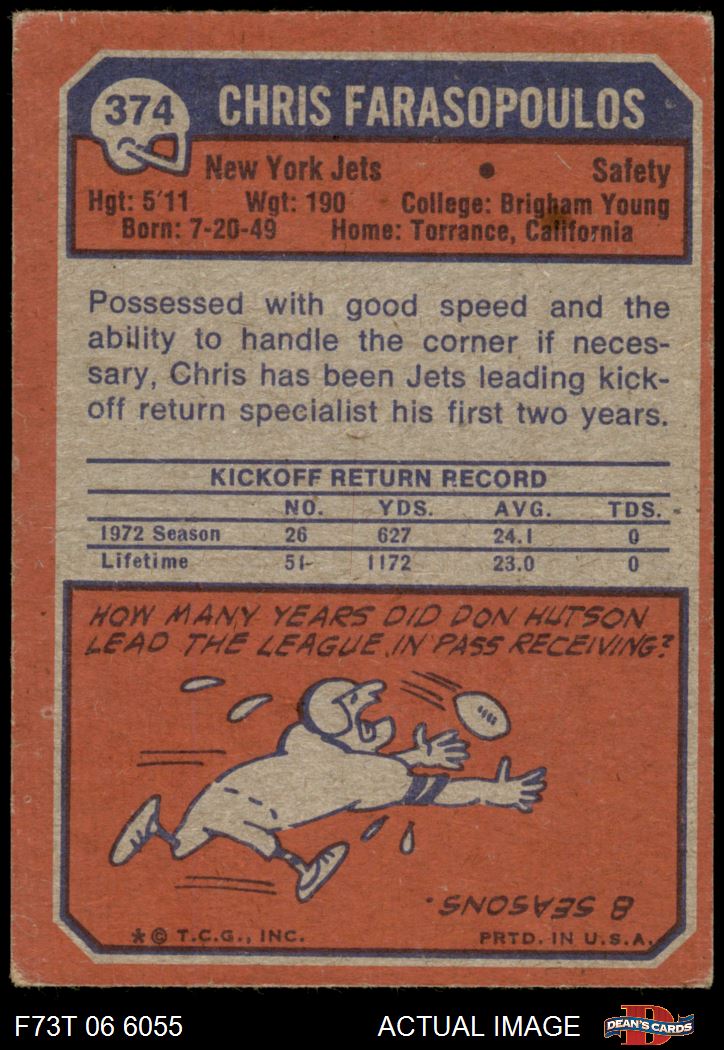 374 CHRIS FARASOPOULOS
New York Jets • Safety
Hgt: 5'11 Wgt: 190 College: Brigham Young
Born: 7-20-49 Home: Torrance, California
Possessed with good speed and the
ability to handle the corner if neces-
sary, Chris has been Jets leading kick-
off return specialist his first two years.
KICKOFF RETURN RECORD
NO. YDS. AVG. TDS.
1972 Season 26 627 24.1 0
Lifetime 51 1172 23.0 0
HOW MANY YEARS DID DON HUTSON
LEAD THE LEAGUE IN PASS RECEIVING?
8 SEASONS.
* © T.C.G., INC. PRTD. IN U.S.A.
F73T 06 6055 ACTUAL IMAGE D DEAN'S CARDS